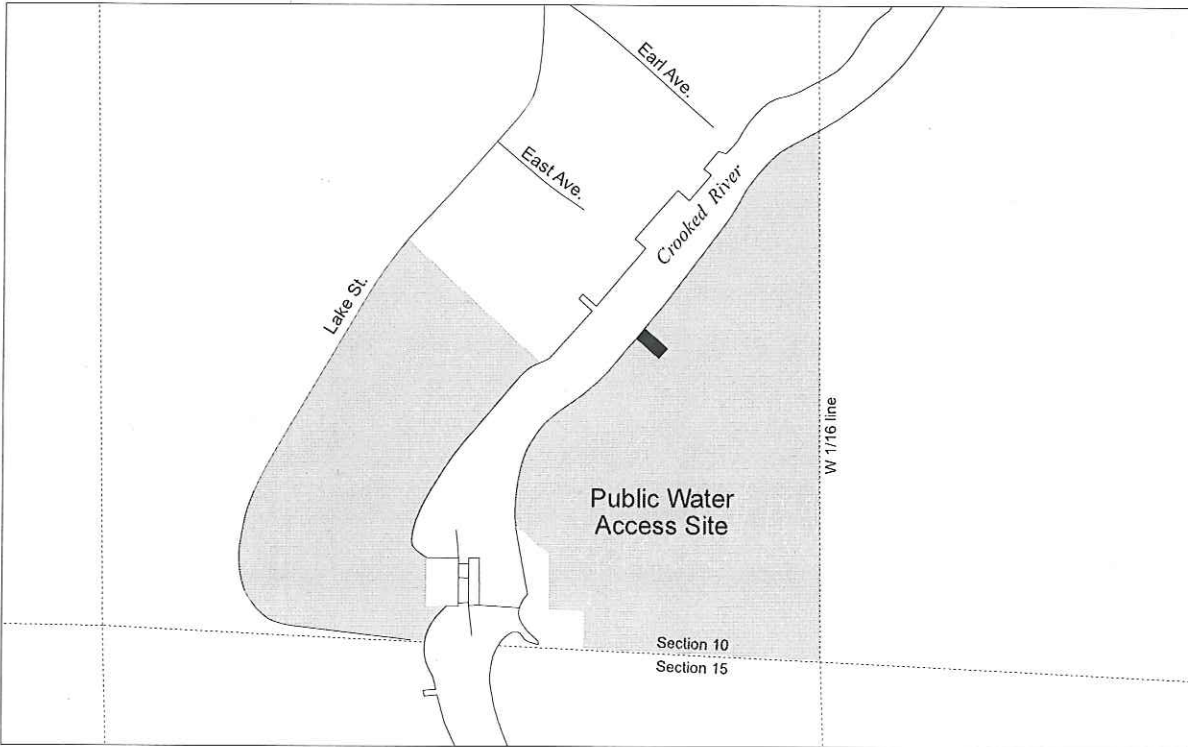 Earl Ave.
East Ave.
Crooked River
Lake St.
W 1/16 line
Public Water
Access Site
Section 10
Section 15